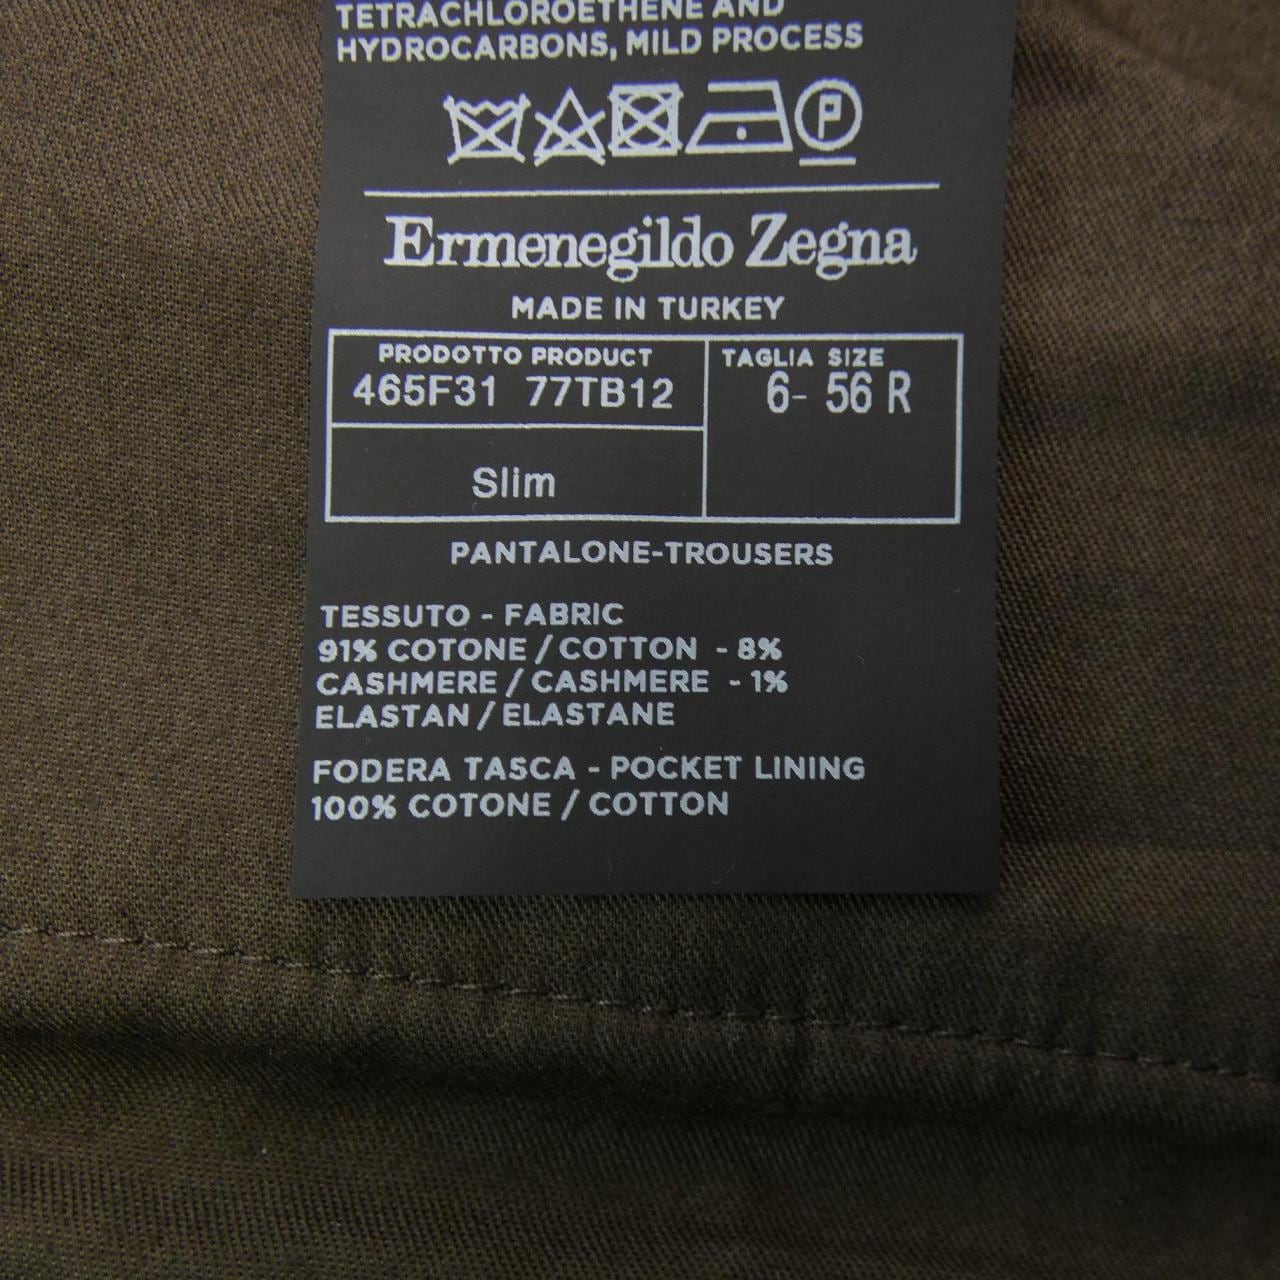 TETRACHLOROETHENE AND
HYDROCARBONS, MILD PROCESS
P
Ermenegildo Zegna
MADE IN TURKEY
PRODOTTO PRODUCT
465F31 77TB12
TAGLIA SIZE
6- 56 R
Slim
PANTALONE-TROUSERS
TESSUTO - FABRIC
91% COTONE / COTTON - 8%
CASHMERE / CASHMERE - 1%
ELASTAN / ELASTANE
FODERA TASCA - POCKET LINING
100% COTONE / COTTON